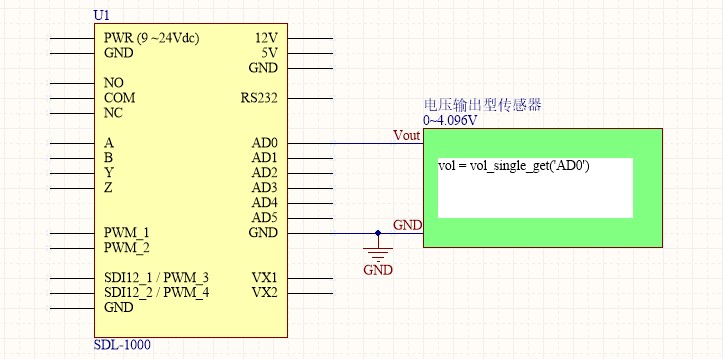 U1
PWR (9 ~24Vdc) 12V
GND 5V
GND
NO
COM RS232
NC
A AD0
B AD1
Y AD2
Z AD3
AD4
AD5
PWM_1 GND
PWM_2
SDI12_1 / PWM_3 VX1
SDI12_2 / PWM_4 VX2
GND
SDL-1000
电压输出型传感器
0~4.096V
Vout
vol = vol_single_get('AD0')
GND
GND